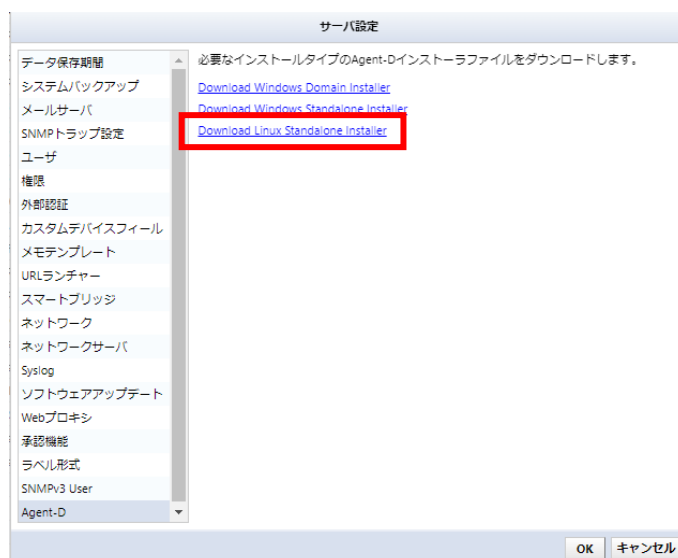 サーバ設定
データ保存期間
システムバックアップ
メールサーバ
SNMPトラップ設定
ユーザ
権限
外部認証
カスタムデバイスフィール
メモテンプレート
URLランチャー
スマートブリッジ
ネットワーク
ネットワークサーバ
Syslog
ソフトウェアアップデート
Webプロキシ
承認機能
ラベル形式
SNMPv3 User
Agent-D
必要なインストールタイプのAgent-Dインストーラファイルをダウンロードします。
Download Windows Domain Installer
Download Windows Standalone Installer
Download Linux Standalone Installer
OK
キャンセル